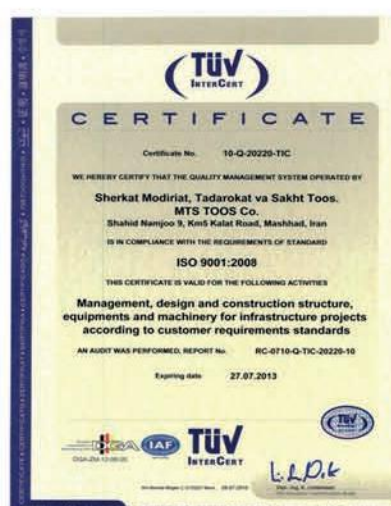 TÜV
INTERCERT
CERTIFICATE
Certificate No. 10-Q-20220-TIC
WE HEREBY CERTIFY THAT THE QUALITY MANAGEMENT SYSTEM OPERATED BY
Sherkat Modiriat, Tadarokat va Sakht Toos.
MTS TOOS Co.
Shahid Namjoo 9, Km5 Kalat Road, Mashhad, Iran
IS IN COMPLIANCE WITH THE REQUIREMENTS OF STANDARD
ISO 9001:2008
THIS CERTIFICATE IS VALID FOR THE FOLLOWING ACTIVITIES
Management, design and construction structure,
equipments and machinery for infrastructure projects
according to customer requirements standards
AN AUDIT WAS PERFORMED, REPORT No. RC-0710-Q-TIC-20220-10
Expiring date 27.07.2013
TÜV
DGA IAF TÜV
INTERCERT